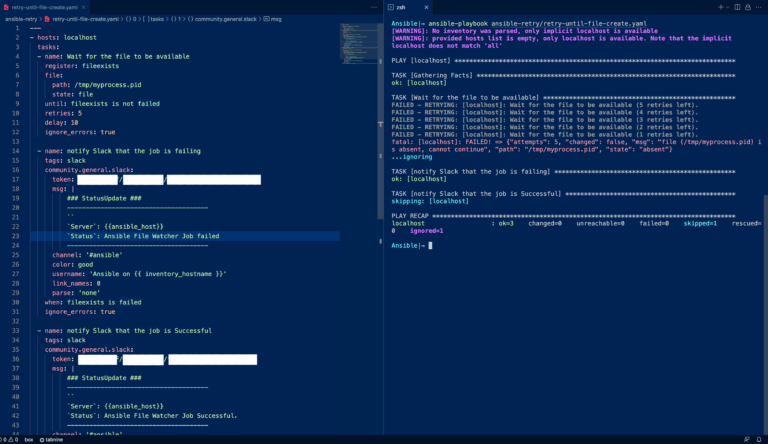 retry-until-file-create.yaml
ansible-retry > retry-until-file-create.yaml > {} 0 > [ ] tasks > {} 1 > {} community.general.slack > msg
1 ---
2 - hosts: localhost
3 tasks:
4 - name: Wait for the file to be available
5 register: fileexists
6 file:
7 path: /tmp/myprocess.pid
8 state: file
9 until: fileexists is not failed
10 retries: 5
11 delay: 10
12 ignore_errors: true
13
14 - name: notify Slack that the job is failing
15 tags: slack
16 community.general.slack:
17 token: / /
18 msg: |
19 ### StatusUpdate ###
20 ------------------------------------
21 ``
22 `Server`: {{ansible_host}}
23 `Status`: Ansible File Watcher Job failed
24 ------------------------------------
25 channel: '#ansible'
26 color: good
27 username: 'Ansible on {{ inventory_hostname }}'
28 link_names: 0
29 parse: 'none'
30 when: fileexists is failed
31 ignore_errors: true
32
33 - name: notify Slack that the job is Successful
34 tags: slack
35 community.general.slack:
36 token: / /
37 msg: |
38 ### StatusUpdate ###
39 ------------------------------------
40 ``
41 `Server`: {{ansible_host}}
42 `Status`: Ansible File Watcher Job Successful.
43 ------------------------------------
44 channel: '#ansible'
0 0 box tabnine
zsh
Ansible|→ ansible-playbook ansible-retry/retry-until-file-create.yaml
[WARNING]: No inventory was parsed, only implicit localhost is available
[WARNING]: provided hosts list is empty, only localhost is available. Note that the implicit
localhost does not match 'all'
PLAY [localhost] ************************************************************************
TASK [Gathering Facts] ******************************************************************
ok: [localhost]
TASK [Wait for the file to be available] ************************************************
FAILED - RETRYING: [localhost]: Wait for the file to be available (5 retries left).
FAILED - RETRYING: [localhost]: Wait for the file to be available (4 retries left).
FAILED - RETRYING: [localhost]: Wait for the file to be available (3 retries left).
FAILED - RETRYING: [localhost]: Wait for the file to be available (2 retries left).
FAILED - RETRYING: [localhost]: Wait for the file to be available (1 retries left).
fatal: [localhost]: FAILED! => {"attempts": 5, "changed": false, "msg": "file (/tmp/myprocess.pid) i
s absent, cannot continue", "path": "/tmp/myprocess.pid", "state": "absent"}
...ignoring
TASK [notify Slack that the job is failing] *********************************************
ok: [localhost]
TASK [notify Slack that the job is Successful] ******************************************
skipping: [localhost]
PLAY RECAP ******************************************************************************
localhost : ok=3 changed=0 unreachable=0 failed=0 skipped=1 rescued=
0 ignored=1
Ansible|→